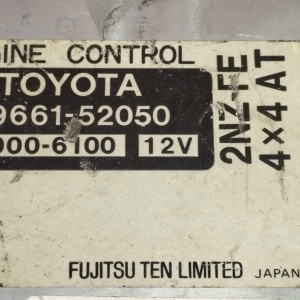 GINE CONTROL
TOYOTA
9661-52050
000-6100 12V
2NZ-FE
4×4 AT
FUJITSU TEN LIMITED JAPAN